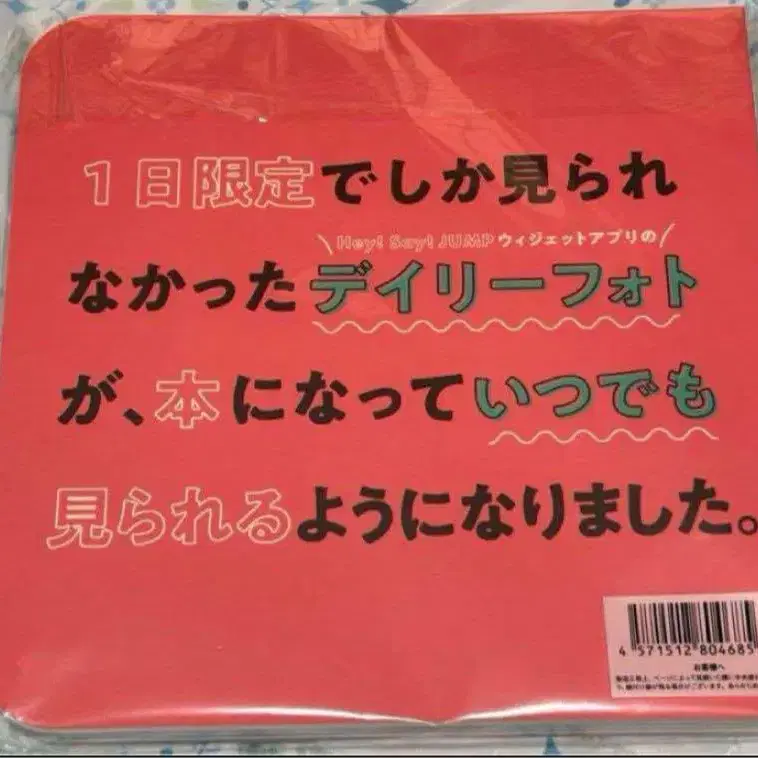 1日限定でしか見られ
Hey! Say! JUMPウィジェットアプリの
なかったデイリーフォト
が、本になっていつでも
見られるようになりました。
4 571512 804685
お客様へ